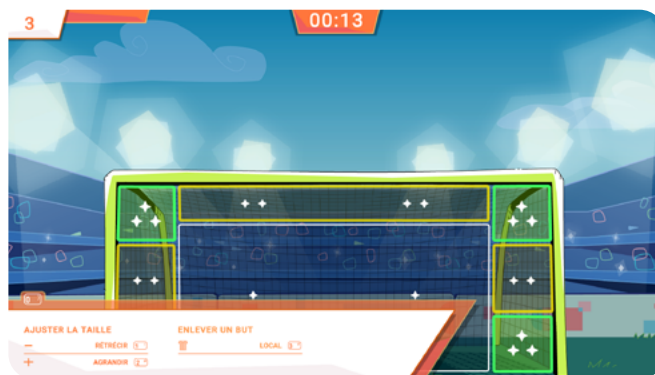 3
00:13
AJUSTER LA TAILLE
ENLEVER UN BUT
− RÉTRÉCIR
LOCAL
+ AGRANDIR